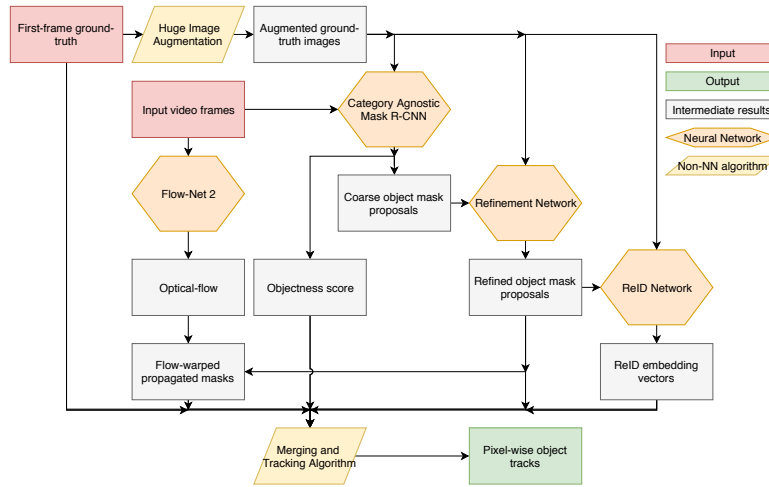 First-frame ground-
truth
Huge Image
Augmentation
Augmented ground-
truth images
Input
Output
Intermediate results
Neural Network
Non-NN algorithm
Input video frames
Category Agnostic
Mask R-CNN
Flow-Net 2
Coarse object mask
proposals
Refinement Network
Optical-flow
Objectness score
Refined object mask
proposals
ReID Network
Flow-warped
propagated masks
ReID embedding
vectors
Merging and
Tracking Algorithm
Pixel-wise object
tracks